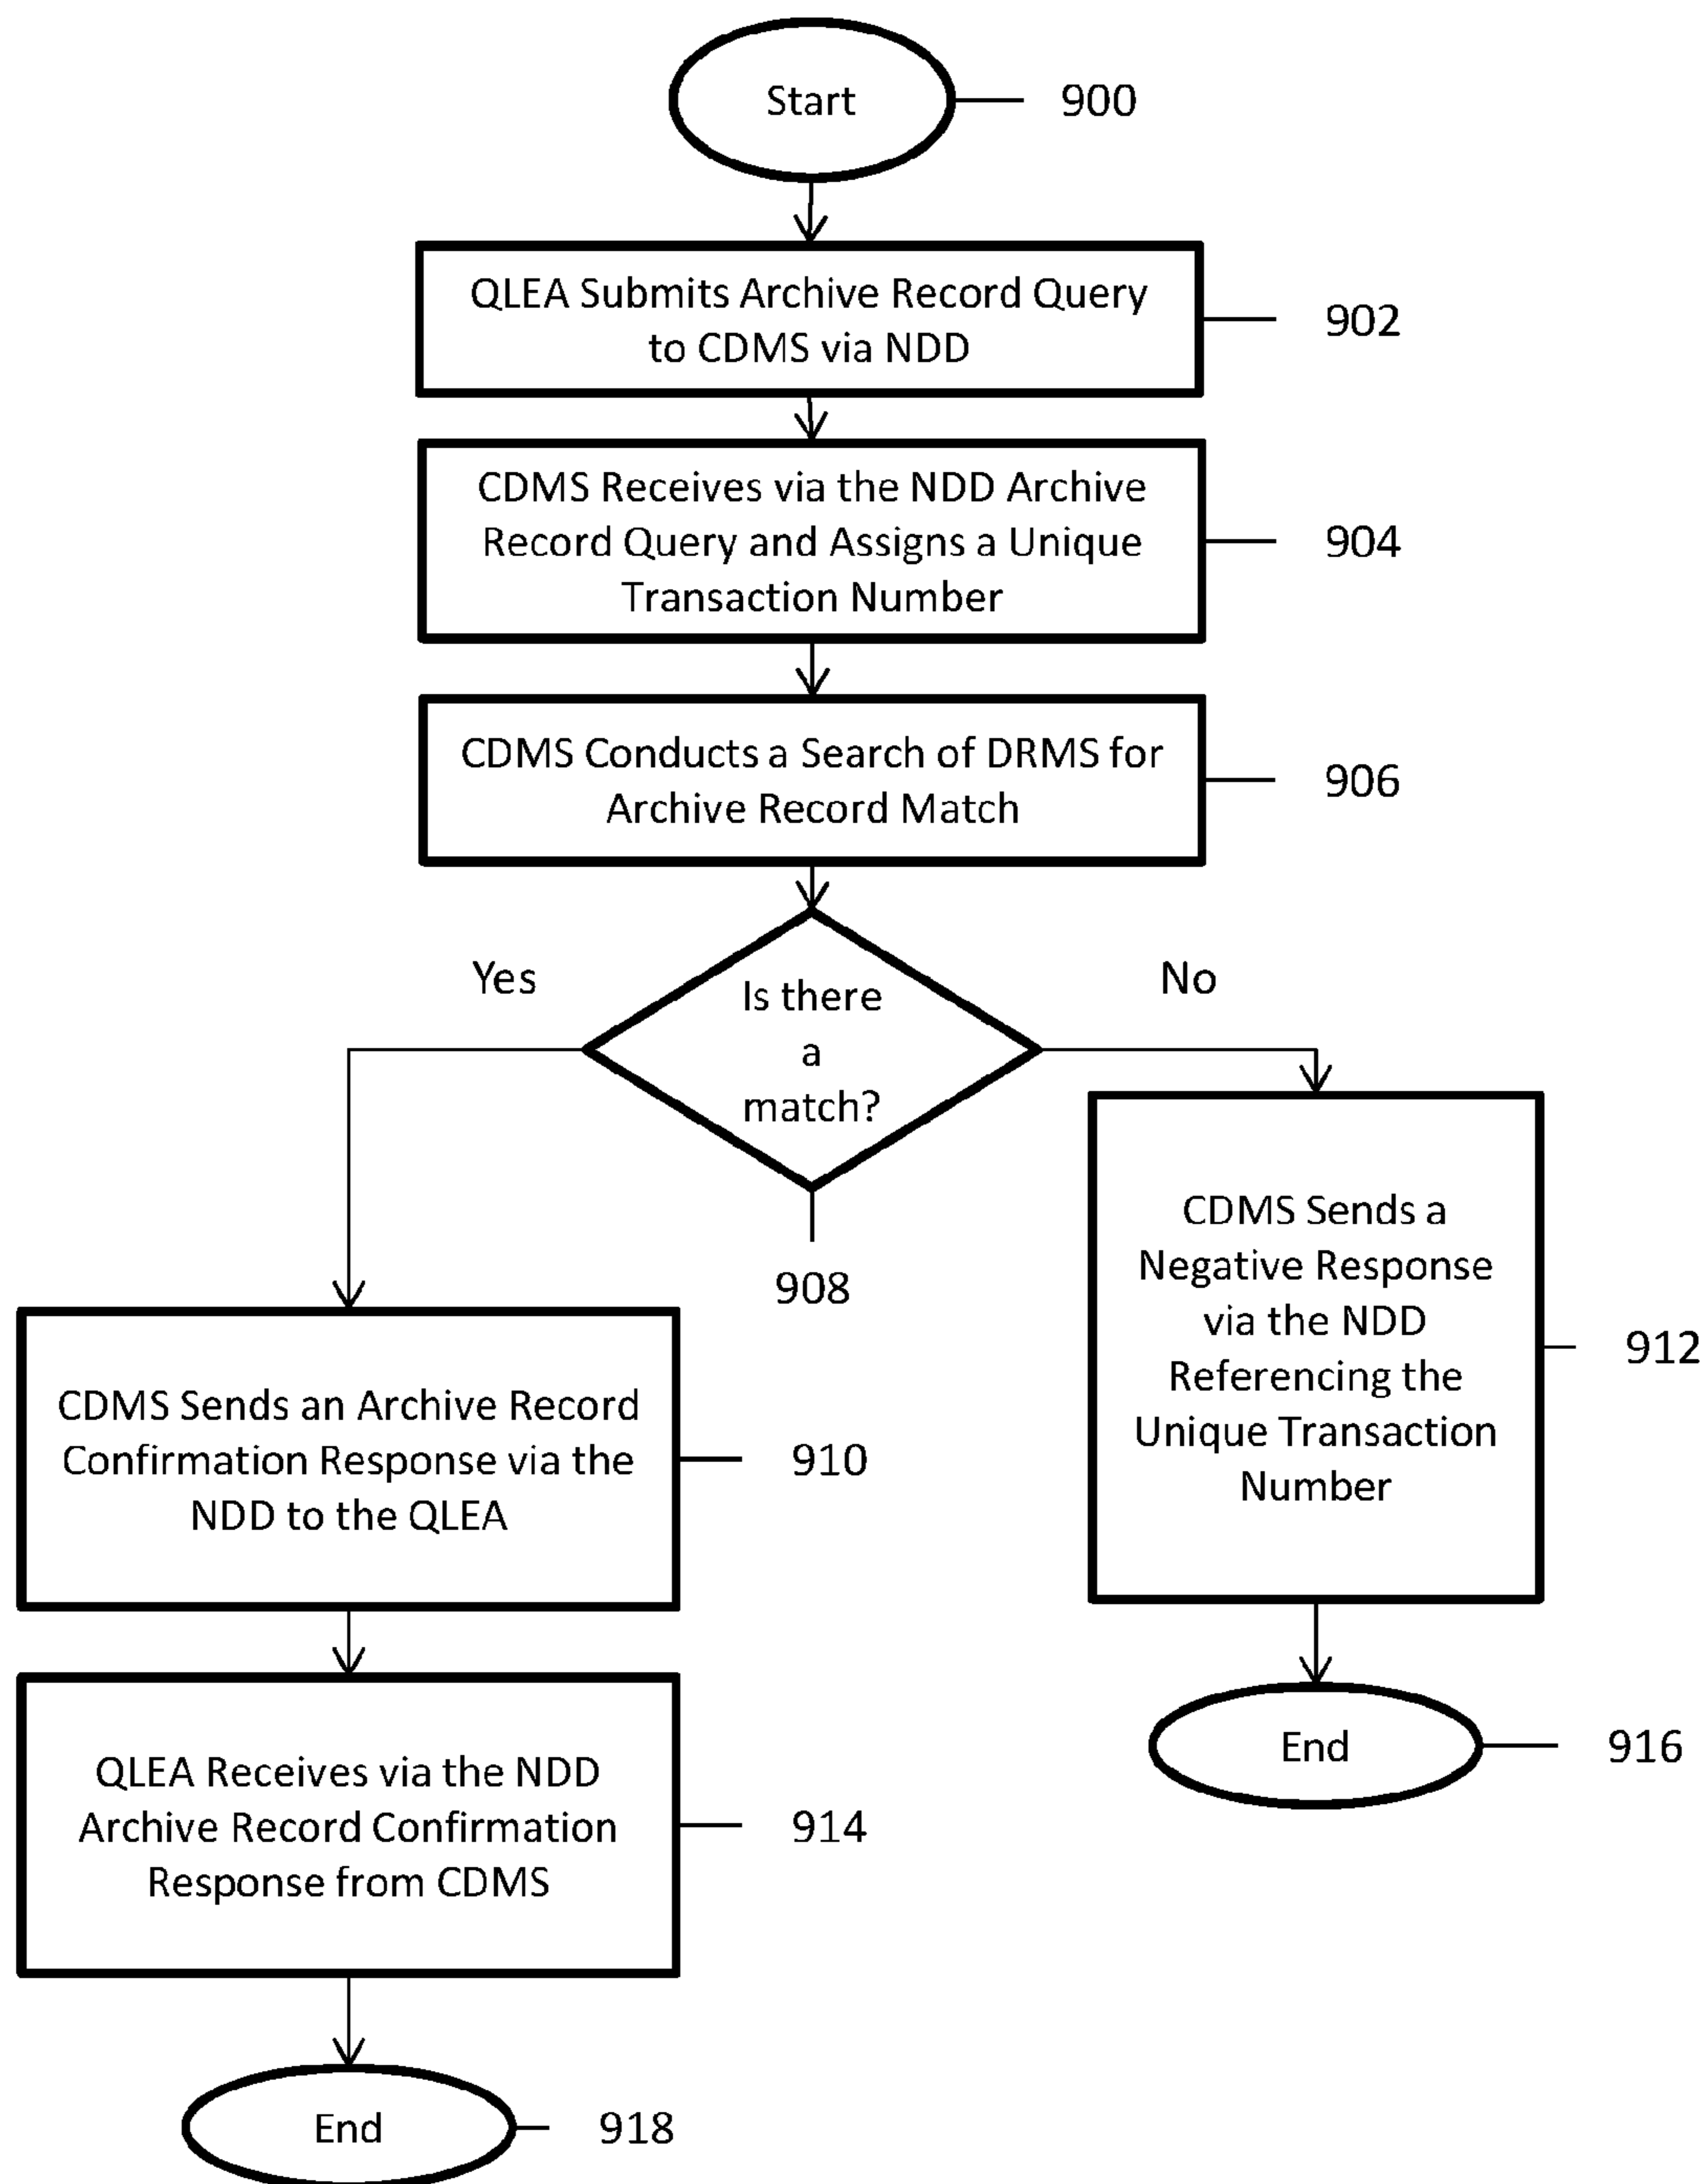 Start
900
QLEA Submits Archive Record Query
to CDMS via NDD
902
CDMS Receives via the NDD Archive
Record Query and Assigns a Unique
Transaction Number
904
CDMS Conducts a Search of DRMS for
Archive Record Match
906
Yes
No
Is there
a
match?
908
CDMS Sends an Archive Record
Confirmation Response via the
NDD to the QLEA
910
CDMS Sends a
Negative Response
via the NDD
Referencing the
Unique Transaction
Number
912
QLEA Receives via the NDD
Archive Record Confirmation
Response from CDMS
914
End
916
End
918